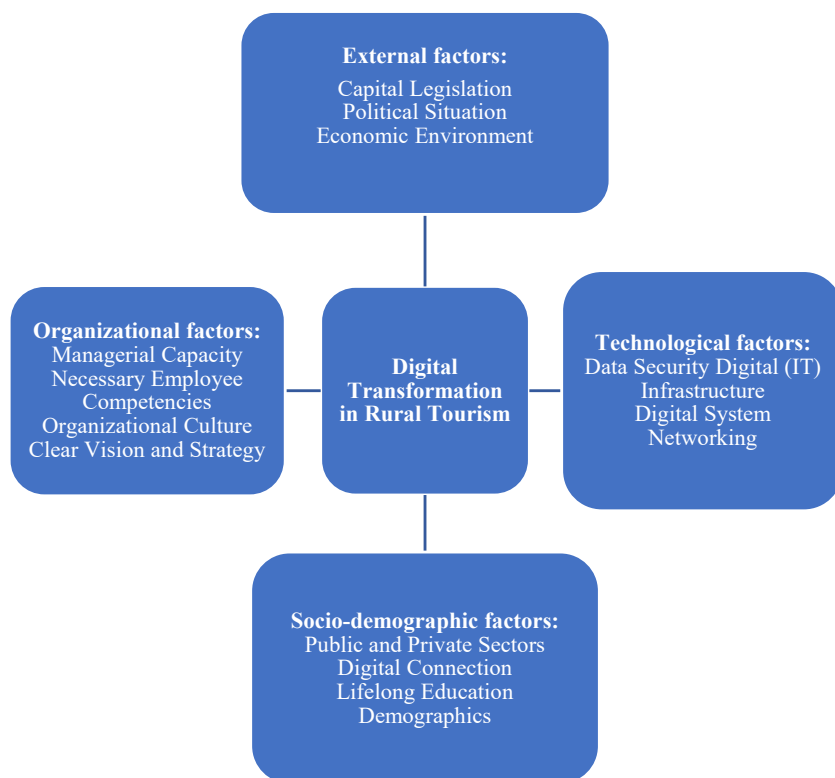 External factors:
Capital Legislation
Political Situation
Economic Environment
Organizational factors:
Managerial Capacity
Necessary Employee
Competencies
Organizational Culture
Clear Vision and Strategy
Digital
Transformation
in Rural Tourism
Technological factors:
Data Security Digital (IT)
Infrastructure
Digital System
Networking
Socio-demographic factors:
Public and Private Sectors
Digital Connection
Lifelong Education
Demographics